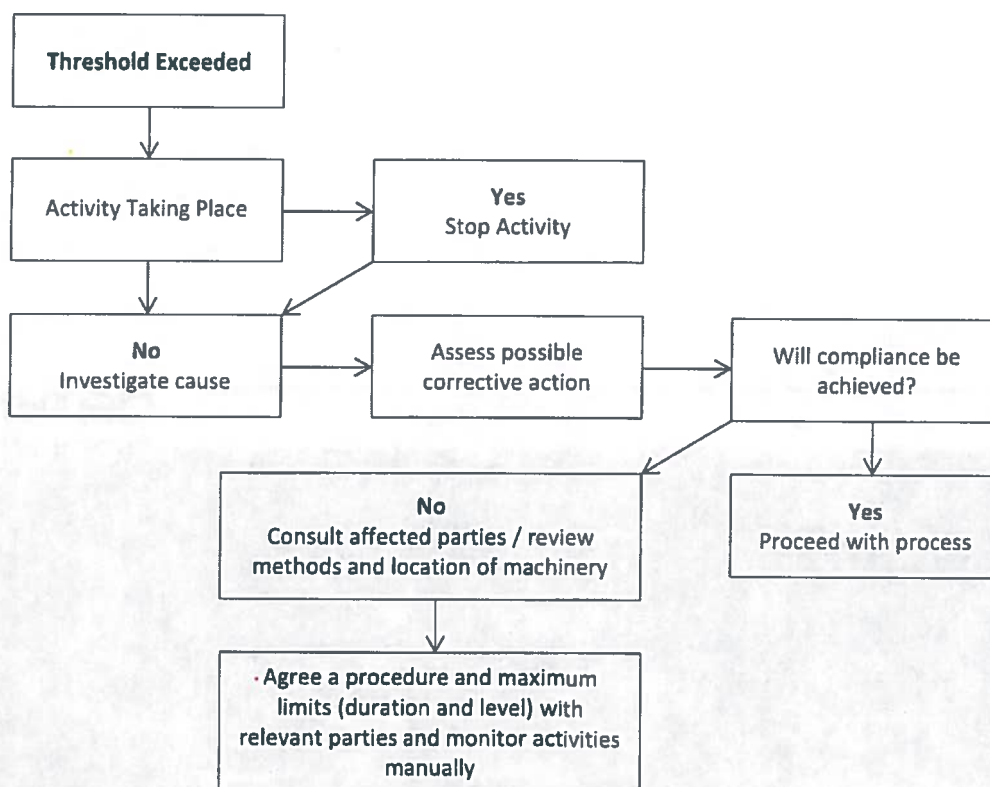 Threshold Exceeded
Activity Taking Place
Yes
Stop Activity
No
Investigate cause
Assess possible
corrective action
Will compliance be
achieved?
No
Consult affected parties / review
methods and location of machinery
Yes
Proceed with process
Agree a procedure and maximum
limits (duration and level) with
relevant parties and monitor activities
manually